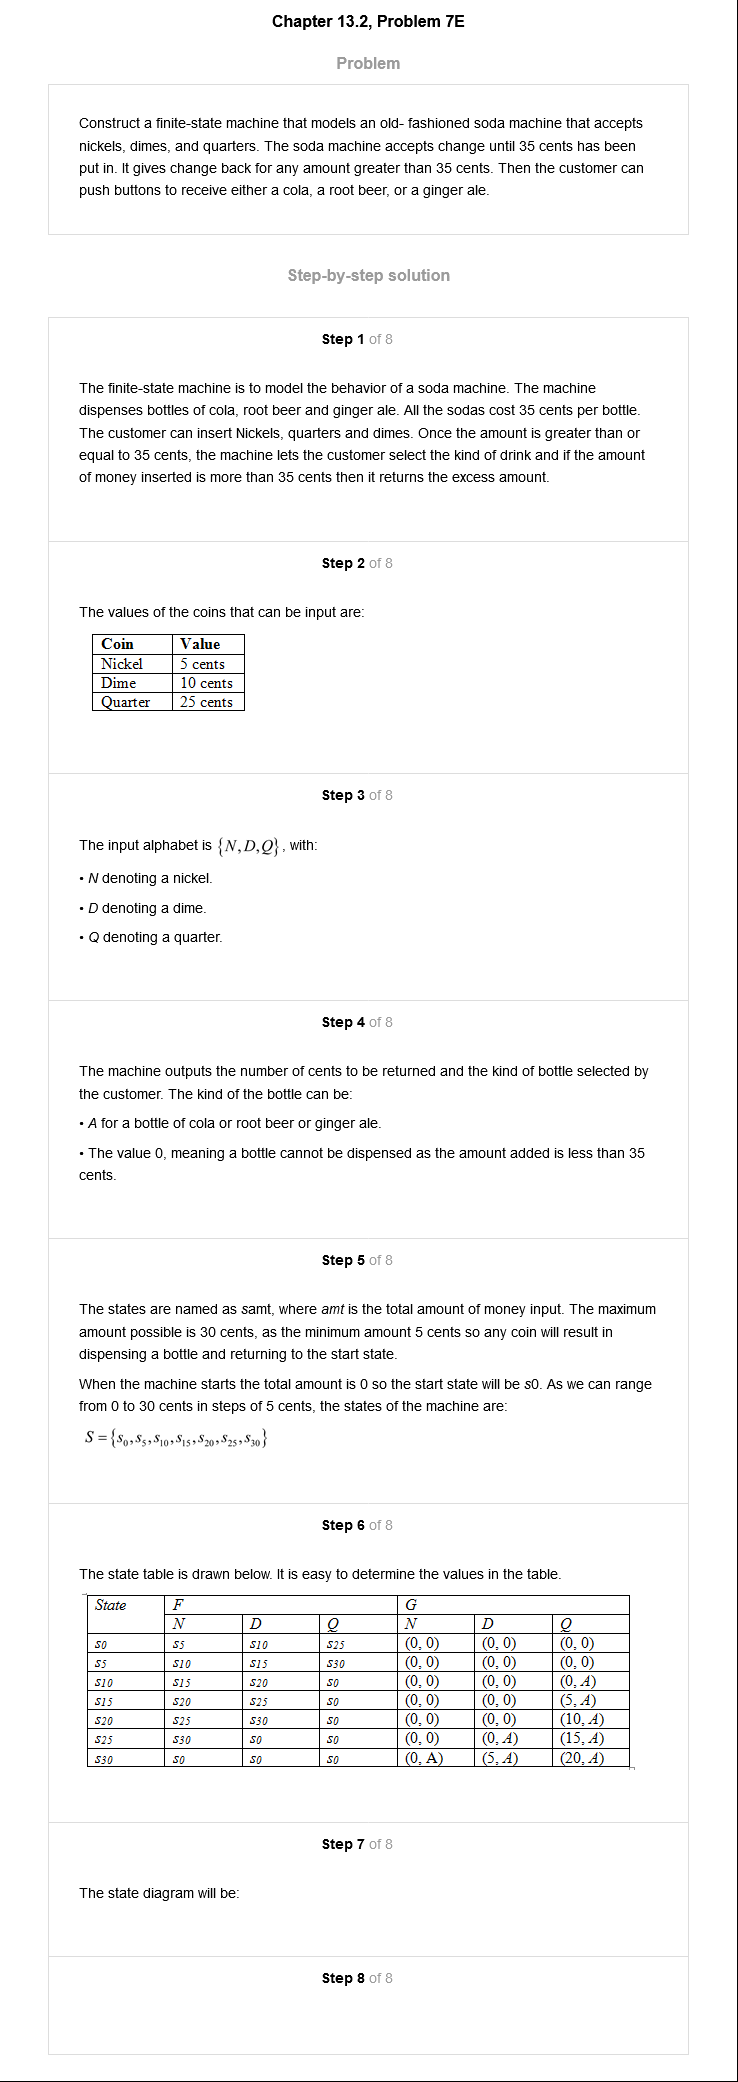 Chapter 13.2, Problem 7E
Problem
Construct a finite-state machine that models an old- fashioned soda machine that accepts
nickels, dimes, and quarters. The soda machine accepts change until 35 cents has been
put in. It gives change back for any amount greater than 35 cents. Then the customer can
push buttons to receive either a cola, a root beer, or a ginger ale.
Step-by-step solution
Step 1 of 8
The finite-state machine is to model the behavior of a soda machine. The machine
dispenses bottles of cola, root beer and ginger ale. All the sodas cost 35 cents per bottle.
The customer can insert Nickels, quarters and dimes. Once the amount is greater than or
equal to 35 cents, the machine lets the customer select the kind of drink and if the amount
of money inserted is more than 35 cents then it returns the excess amount.
Step 2 of 8
The values of the coins that can be input are:
Coin Value
Nickel 5 cents
Dime 10 cents
Quarter 25 cents
Step 3 of 8
The input alphabet is {N, D, Q}, with:
• N denoting a nickel.
• D denoting a dime.
• Q denoting a quarter.
Step 4 of 8
The machine outputs the number of cents to be returned and the kind of bottle selected by
the customer. The kind of the bottle can be:
• A for a bottle of cola or root beer or ginger ale.
• The value 0, meaning a bottle cannot be dispensed as the amount added is less than 35
cents.
Step 5 of 8
The states are named as samt, where amt is the total amount of money input. The maximum
amount possible is 30 cents, as the minimum amount 5 cents so any coin will result in
dispensing a bottle and returning to the start state.
When the machine starts the total amount is 0 so the start state will be s0. As we can range
from 0 to 30 cents in steps of 5 cents, the states of the machine are:
S = {s₀, s₅, s₁₀, s₁₅, s₂₀, s₂₅, s₃₀}
Step 6 of 8
The state table is drawn below. It is easy to determine the values in the table.
State F G
N D Q N D Q
s0 s5 s10 s25 (0, 0) (0, 0) (0, 0)
s5 s10 s15 s30 (0, 0) (0, 0) (0, 0)
s10 s15 s20 s0 (0, 0) (0, 0) (0, A)
s15 s20 s25 s0 (0, 0) (0, 0) (5, A)
s20 s25 s30 s0 (0, 0) (0, 0) (10, A)
s25 s30 s0 s0 (0, 0) (0, A) (15, A)
s30 s0 s0 s0 (0, A) (5, A) (20, A)
Step 7 of 8
The state diagram will be:
Step 8 of 8